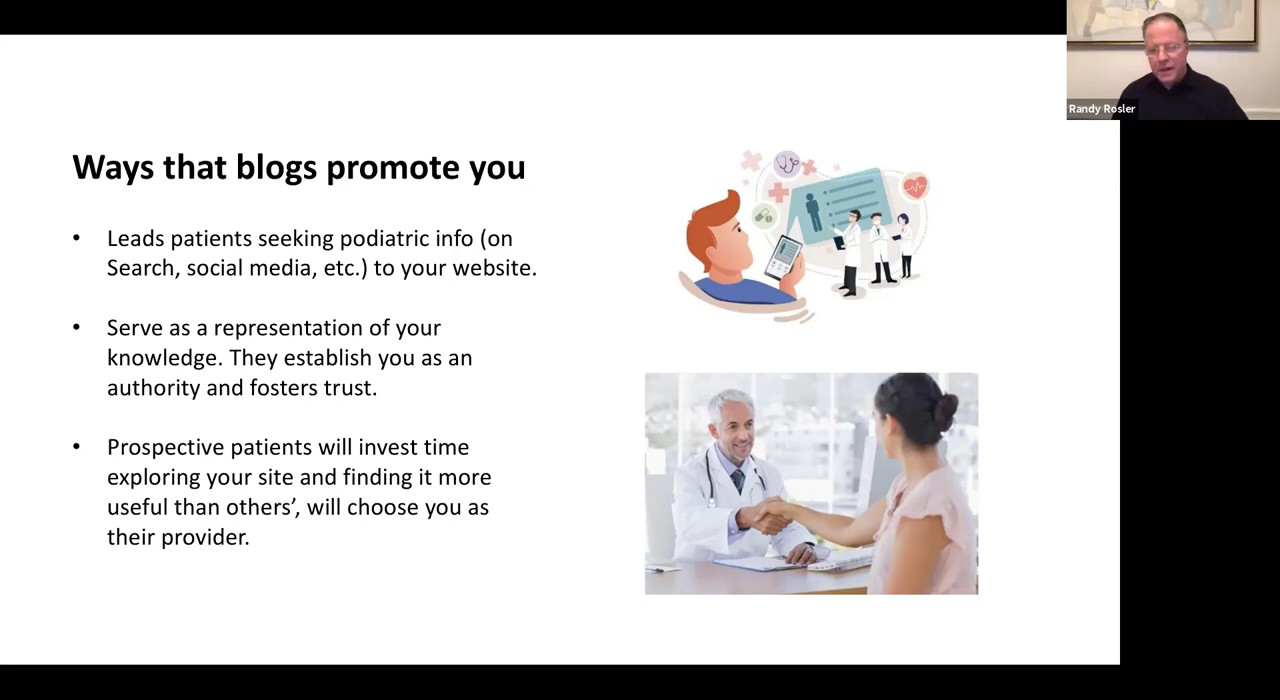 Randy Rosler
Ways that blogs promote you
• Leads patients seeking podiatric info (on
Search, social media, etc.) to your website.
• Serve as a representation of your
knowledge. They establish you as an
authority and fosters trust.
• Prospective patients will invest time
exploring your site and finding it more
useful than others’, will choose you as
their provider.